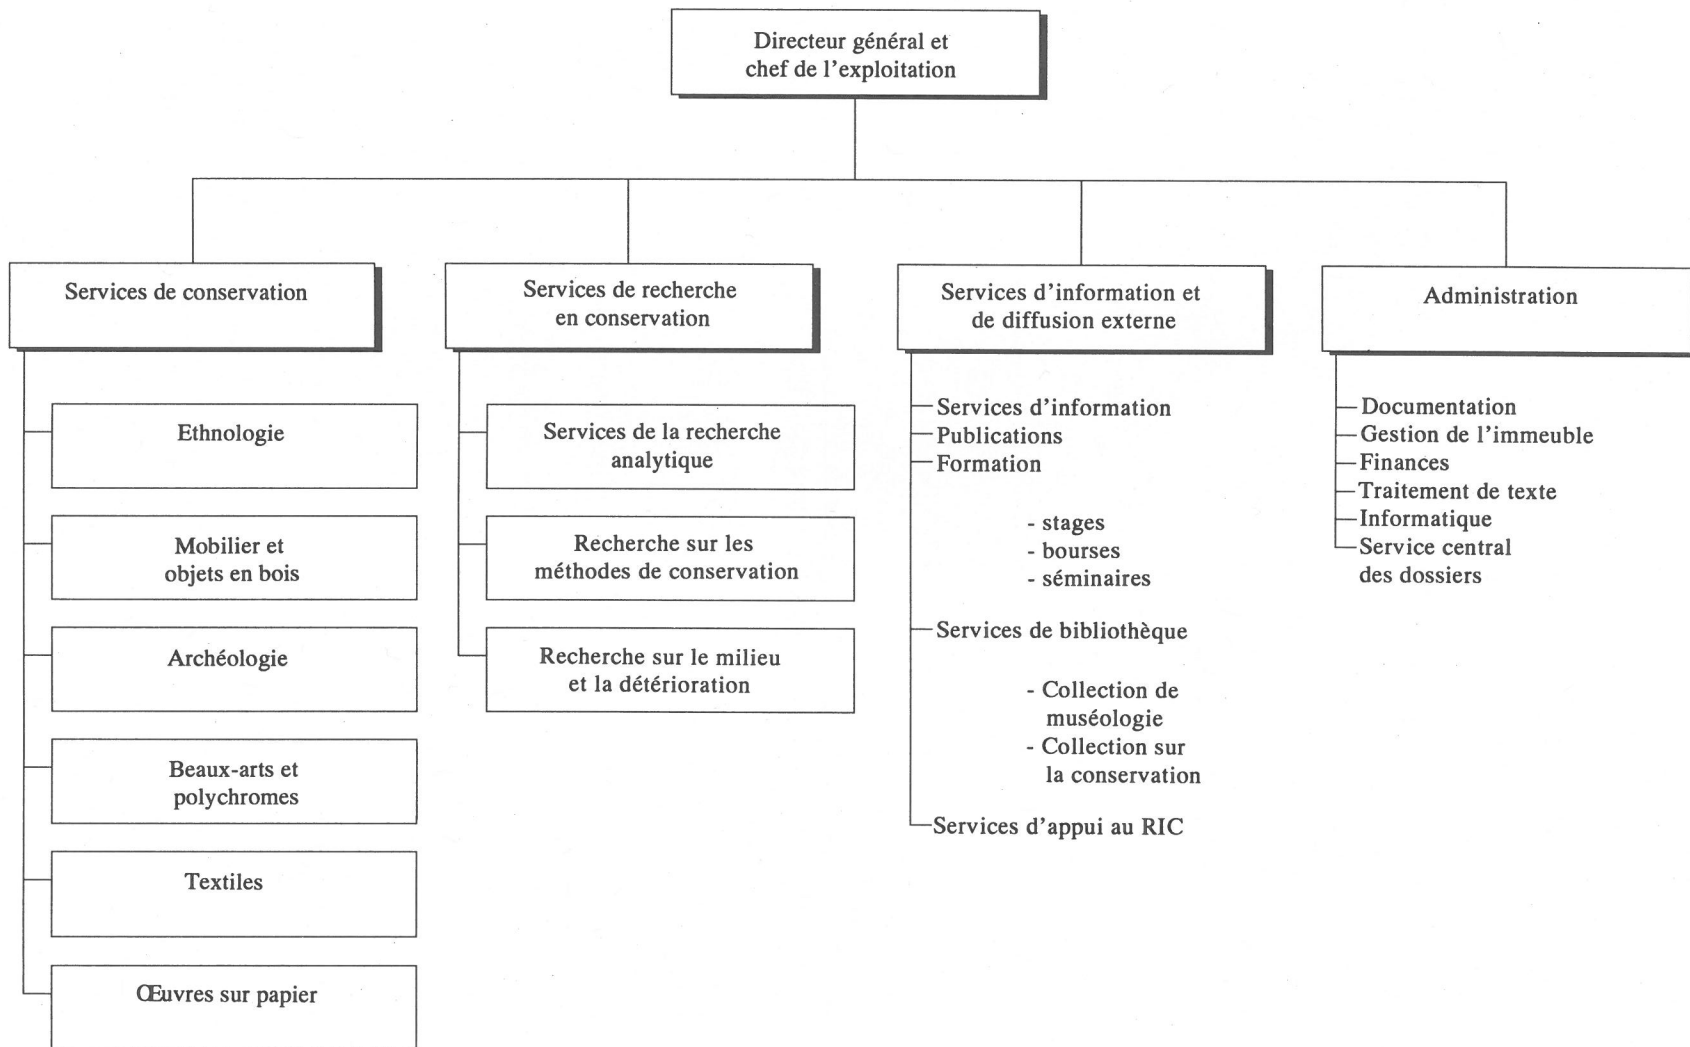 Directeur général et
chef de l'exploitation
Services de conservation
Ethnologie
Mobilier et
objets en bois
Archéologie
Beaux-arts et
polychromes
Textiles
Œuvres sur papier
Services de recherche
en conservation
Services de la recherche
analytique
Recherche sur les
méthodes de conservation
Recherche sur le milieu
et la détérioration
Services d'information et
de diffusion externe
Services d'information
Publications
Formation
- stages
- bourses
- séminaires
Services de bibliothèque
- Collection de
muséologie
- Collection sur
la conservation
Services d'appui au RIC
Administration
Documentation
Gestion de l'immeuble
Finances
Traitement de texte
Informatique
Service central
des dossiers